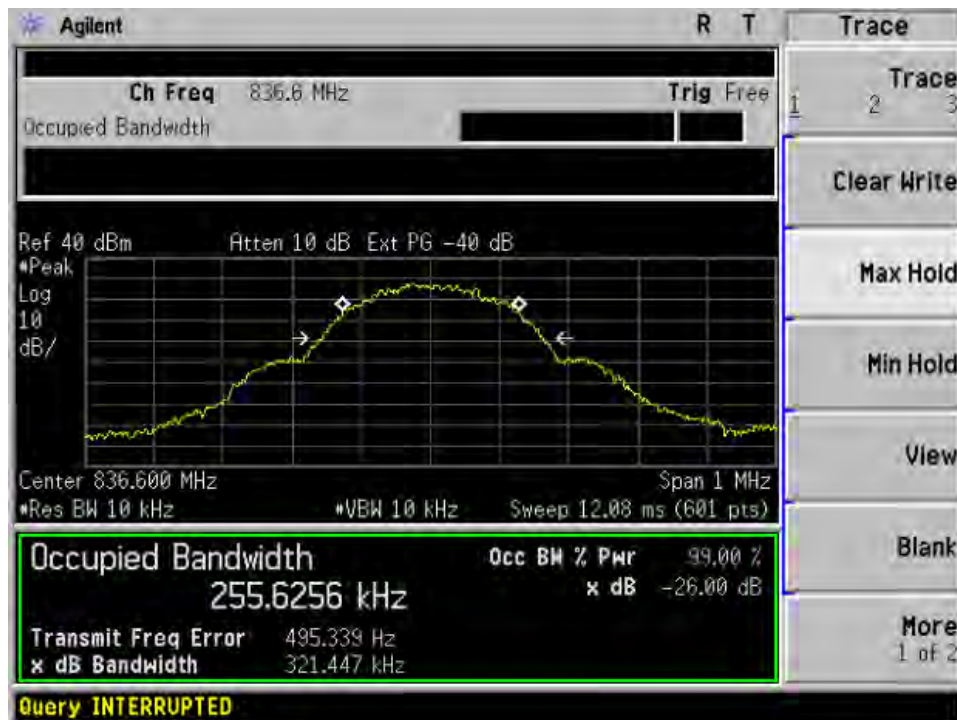 Agilent R T Trace
Ch Freq 836.6 MHz Trig Free
Occupied Bandwidth
Trace
1 2 3
Clear Write
Max Hold
Min Hold
View
Blank
More
1 of 2
Ref 40 dBm Atten 10 dB Ext PG -40 dB
*Peak
Log
10
dB/
Center 836.600 MHz Span 1 MHz
*Res BW 10 kHz *VBW 10 kHz Sweep 12.08 ms (601 pts)
Occupied Bandwidth Occ BW % Pwr 99.00 %
255.6256 kHz x dB -26.00 dB
Transmit Freq Error 495.339 Hz
x dB Bandwidth 321.447 kHz
Query INTERRUPTED